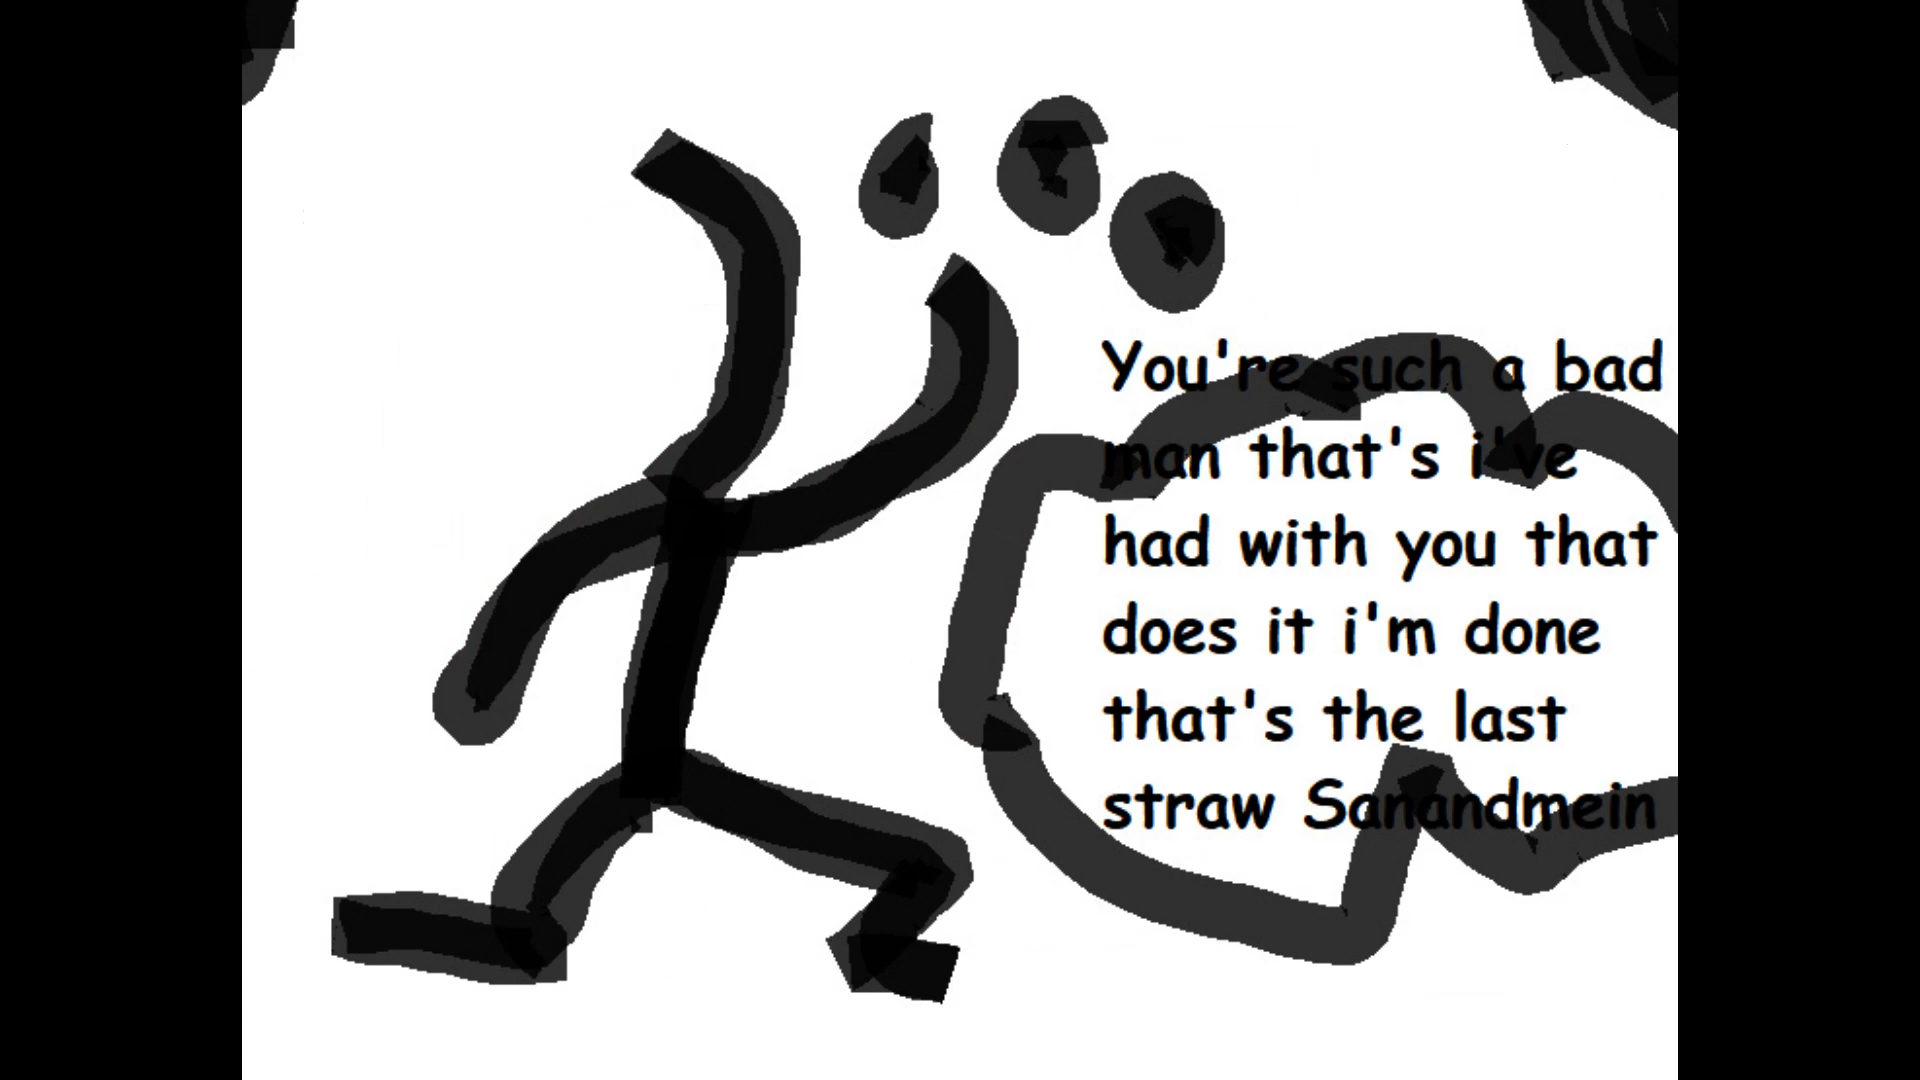 You're such a bad
man that's i've
had with you that
does it i'm done
that's the last
straw Sanandmein